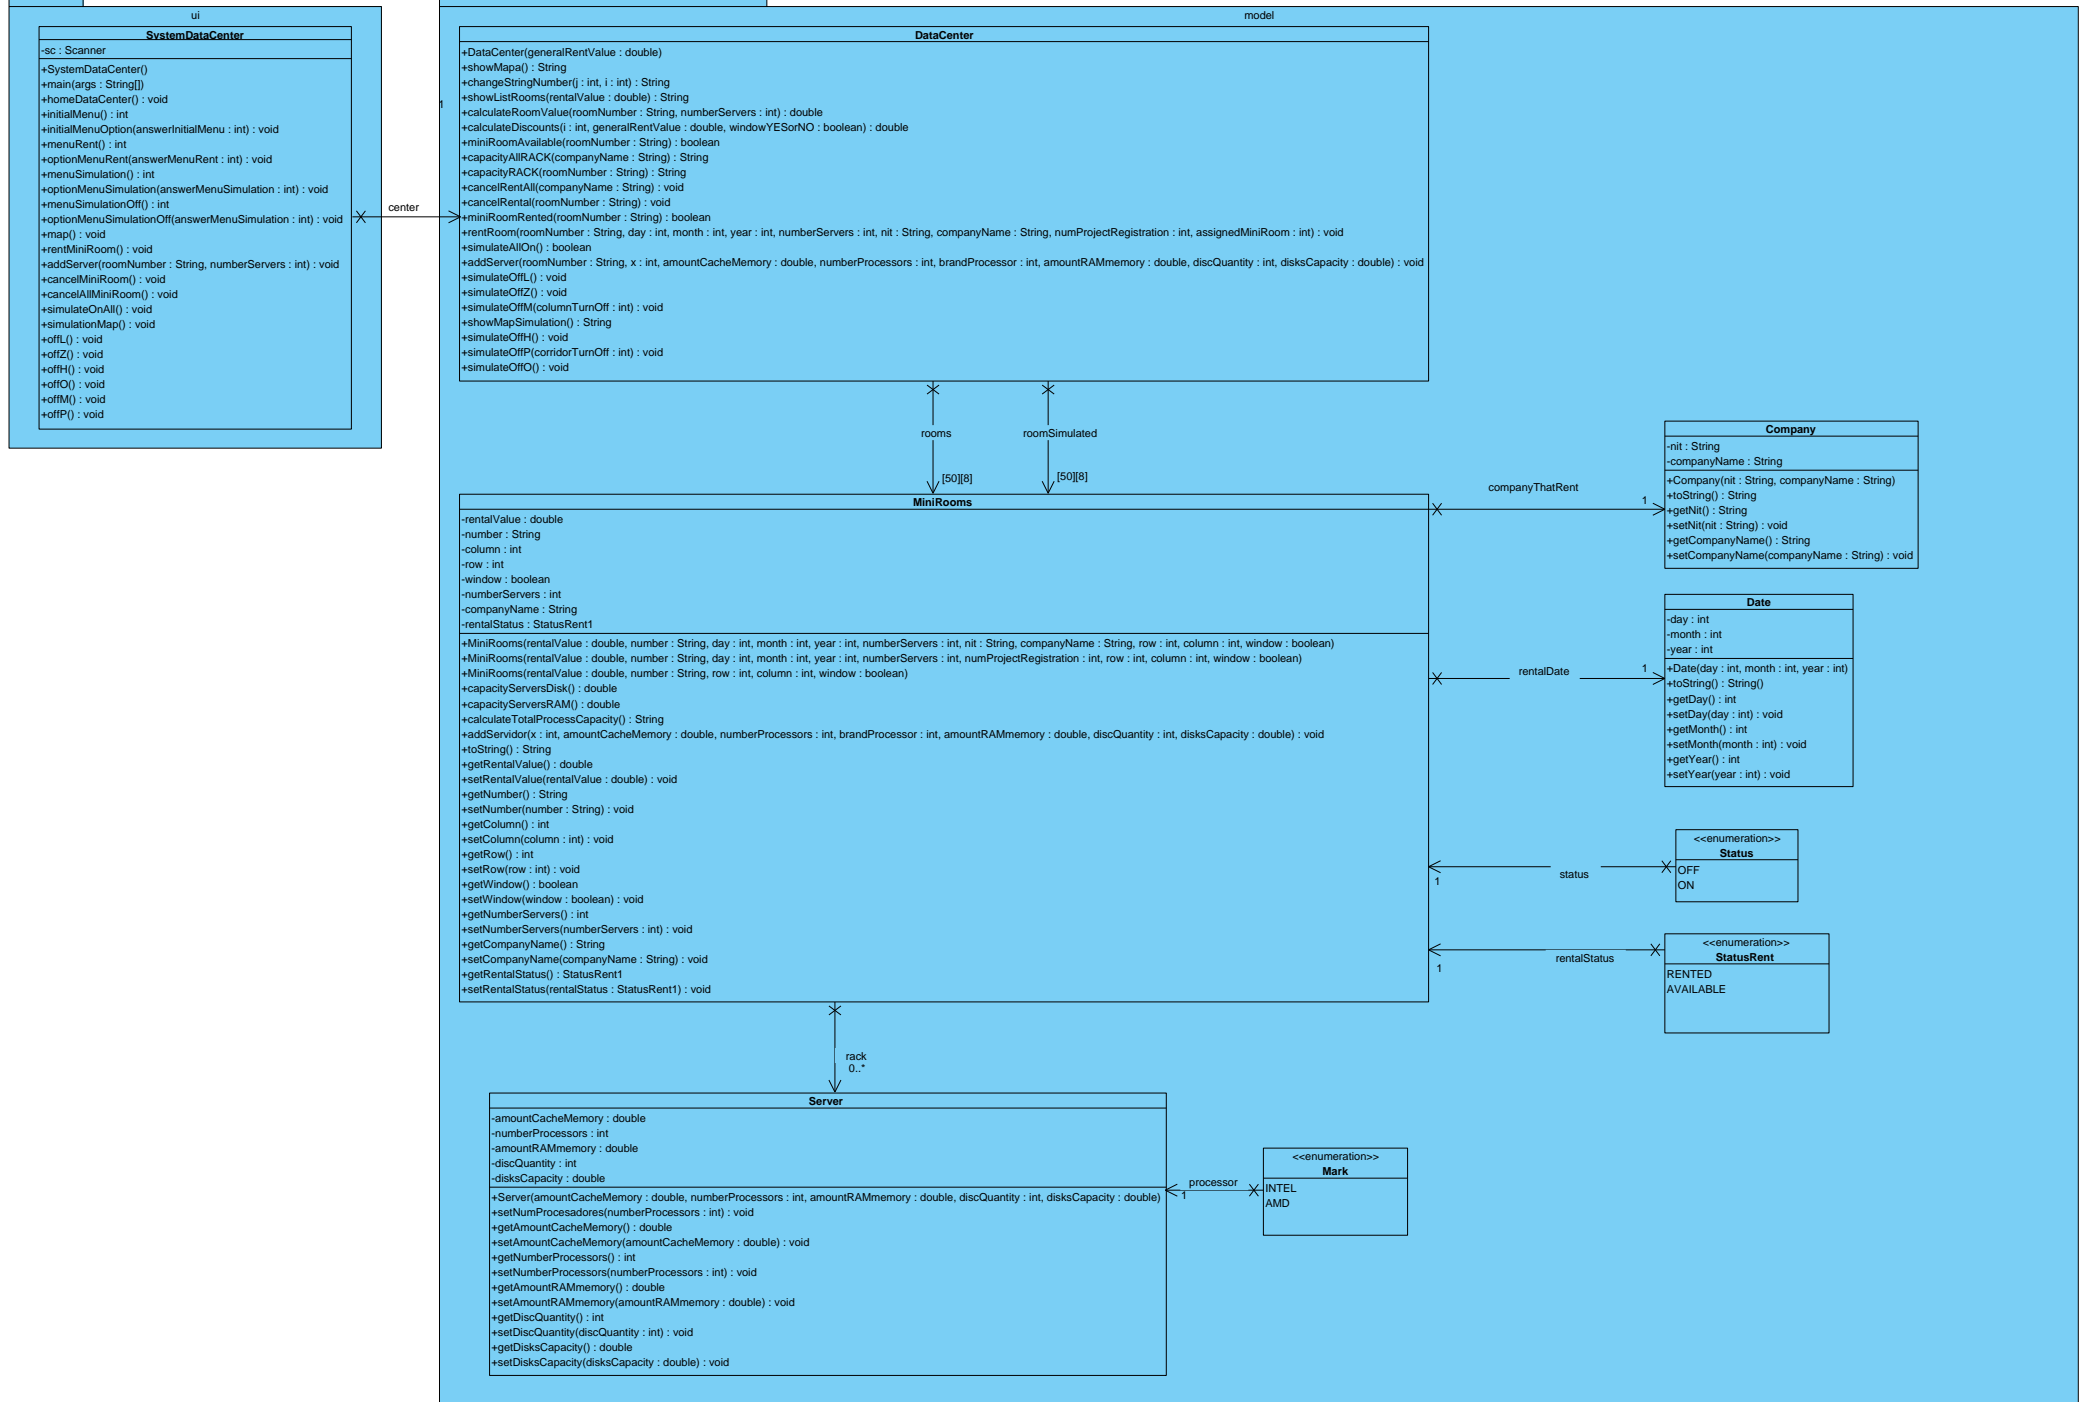 ui
SystemDataCenter
-sc : Scanner
+SystemDataCenter()
+main(args : String[])
+homeDataCenter() : void
+initialMenu() : int
+initialMenuOption(answerInitialMenu : int) : void
+menuRent() : int
+optionMenuRent(answerMenuRent : int) : void
+menuSimulation() : int
+optionMenuSimulation(answerMenuSimulation : int) : void
+menuSimulationOff() : int
+optionMenuSimulationOff(answerMenuSimulation : int) : void
+map() : void
+rentMiniRoom() : void
+addServer(roomNumber : String, numberServers : int) : void
+cancelMiniRoom() : void
+cancelAllMiniRoom() : void
+simulateOnAll() : void
+simulationMap() : void
+offL() : void
+offZ() : void
+offH() : void
+offO() : void
+offM() : void
+offP() : void
center
1
model
DataCenter
+DataCenter(generalRentValue : double)
+showMapa() : String
+changeStringNumber(j : int, i : int) : String
+showListRooms(rentalValue : double) : String
+calculateRoomValue(roomNumber : String, numberServers : int) : double
+calculateDiscounts(i : int, generalRentValue : double, windowYESorNO : boolean) : double
+miniRoomAvailable(roomNumber : String) : boolean
+capacityAllRACK(companyName : String) : String
+capacityRACK(roomNumber : String) : String
+cancelRentAll(companyName : String) : void
+cancelRental(roomNumber : String) : void
+miniRoomRented(roomNumber : String) : boolean
+rentRoom(roomNumber : String, day : int, month : int, year : int, numberServers : int, nit : String, companyName : String, numProjectRegistration : int, assignedMiniRoom : int) : void
+simulateAllOn() : boolean
+addServer(roomNumber : String, x : int, amountCacheMemory : double, numberProcessors : int, brandProcessor : int, amountRAMmemory : double, discQuantity : int, disksCapacity : double) : void
+simulateOffL() : void
+simulateOffZ() : void
+simulateOffM(columnTurnOff : int) : void
+showMapSimulation() : String
+simulateOffH() : void
+simulateOffP(corridorTurnOff : int) : void
+simulateOffO() : void
rooms
roomSimulated
[50][8]
[50][8]
MiniRooms
-rentalValue : double
-number : String
-column : int
-row : int
-window : boolean
-numberServers : int
-companyName : String
-rentalStatus : StatusRent1
+MiniRooms(rentalValue : double, number : String, day : int, month : int, year : int, numberServers : int, nit : String, companyName : String, row : int, column : int, window : boolean)
+MiniRooms(rentalValue : double, number : String, day : int, month : int, year : int, numberServers : int, numProjectRegistration : int, row : int, column : int, window : boolean)
+MiniRooms(rentalValue : double, number : String, row : int, column : int, window : boolean)
+capacityServersDisk() : double
+capacityServersRAM() : double
+calculateTotalProcessCapacity() : String
+addServidor(x : int, amountCacheMemory : double, numberProcessors : int, brandProcessor : int, amountRAMmemory : double, discQuantity : int, disksCapacity : double) : void
+toString() : String
+getRentalValue() : double
+setRentalValue(rentalValue : double) : void
+getNumber() : String
+setNumber(number : String) : void
+getColumn() : int
+setColumn(column : int) : void
+getRow() : int
+setRow(row : int) : void
+getWindow() : boolean
+setWindow(window : boolean) : void
+getNumberServers() : int
+setNumberServers(numberServers : int) : void
+getCompanyName() : String
+setCompanyName(companyName : String) : void
+getRentalStatus() : StatusRent1
+setRentalStatus(rentalStatus : StatusRent1) : void
companyThatRent
1
Company
-nit : String
-companyName : String
+Company(nit : String, companyName : String)
+toString() : String
+getNit() : String
+setNit(nit : String) : void
+getCompanyName() : String
+setCompanyName(companyName : String) : void
rentalDate
1
Date
-day : int
-month : int
-year : int
+Date(day : int, month : int, year : int)
+toString() : String()
+getDay() : int
+setDay(day : int) : void
+getMonth() : int
+setMonth(month : int) : void
+getYear() : int
+setYear(year : int) : void
1
status
<<enumeration>>
Status
OFF
ON
1
rentalStatus
<<enumeration>>
StatusRent
RENTED
AVAILABLE
rack
0..*
Server
-amountCacheMemory : double
-numberProcessors : int
-amountRAMmemory : double
-discQuantity : int
-disksCapacity : double
+Server(amountCacheMemory : double, numberProcessors : int, amountRAMmemory : double, discQuantity : int, disksCapacity : double)
+setNumProcesadores(numberProcessors : int) : void
+getAmountCacheMemory() : double
+setAmountCacheMemory(amountCacheMemory : double) : void
+getNumberProcessors() : int
+setNumberProcessors(numberProcessors : int) : void
+getAmountRAMmemory() : double
+setAmountRAMmemory(amountRAMmemory : double) : void
+getDiscQuantity() : int
+setDiscQuantity(discQuantity : int) : void
+getDisksCapacity() : double
+setDisksCapacity(disksCapacity : double) : void
processor
1
<<enumeration>>
Mark
INTEL
AMD